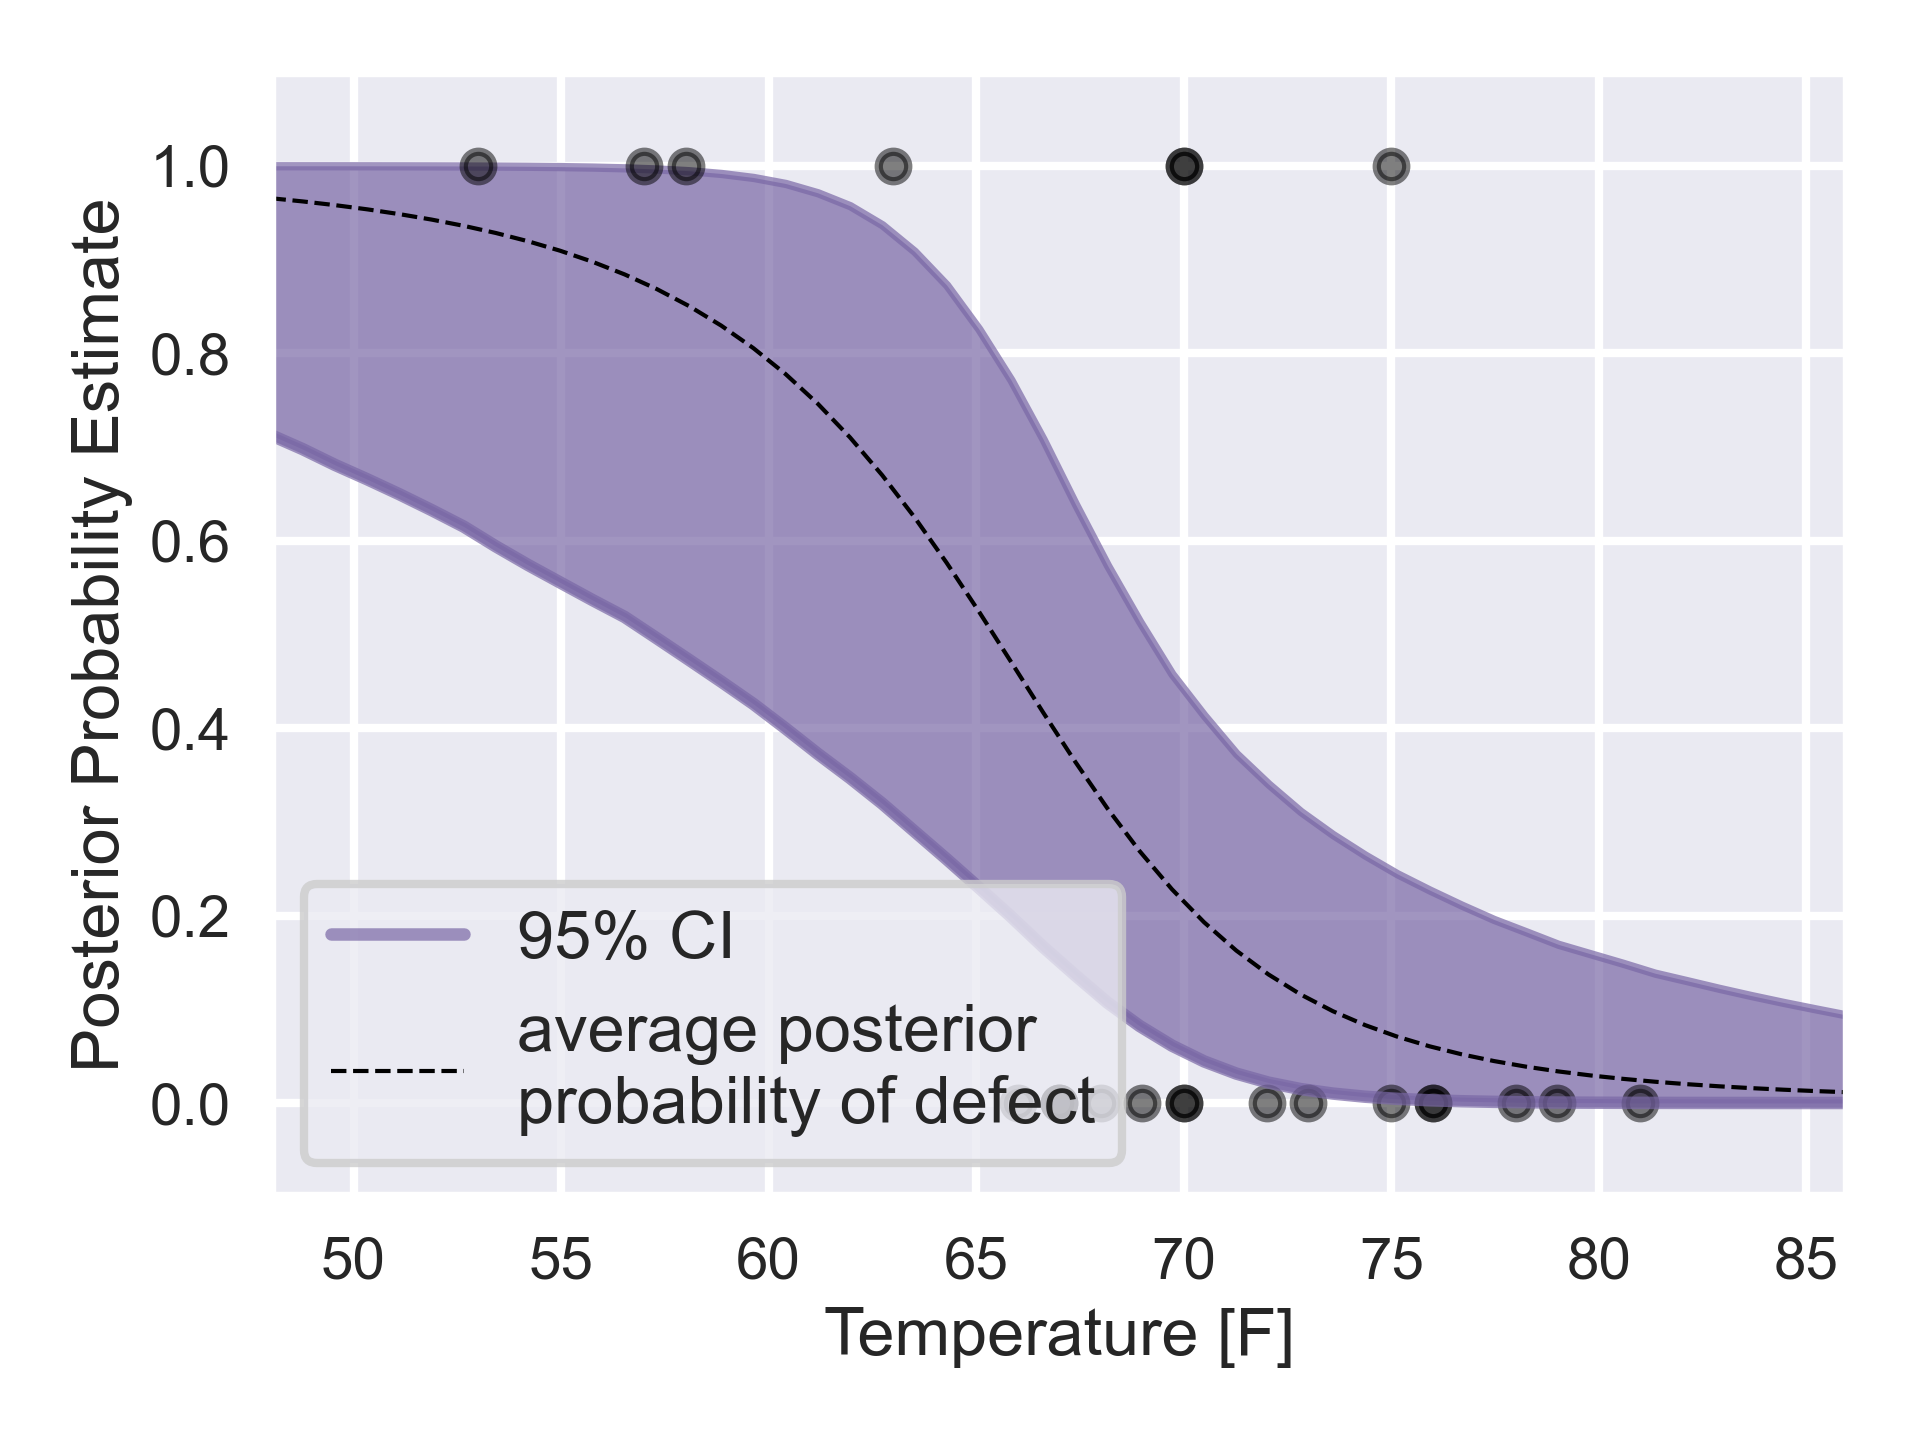 Posterior Probability Estimate
1.0
0.8
0.6
0.4
0.2
0.0
95% CI
average posterior
probability of defect
50 55 60 65 70 75 80 85
Temperature [F]